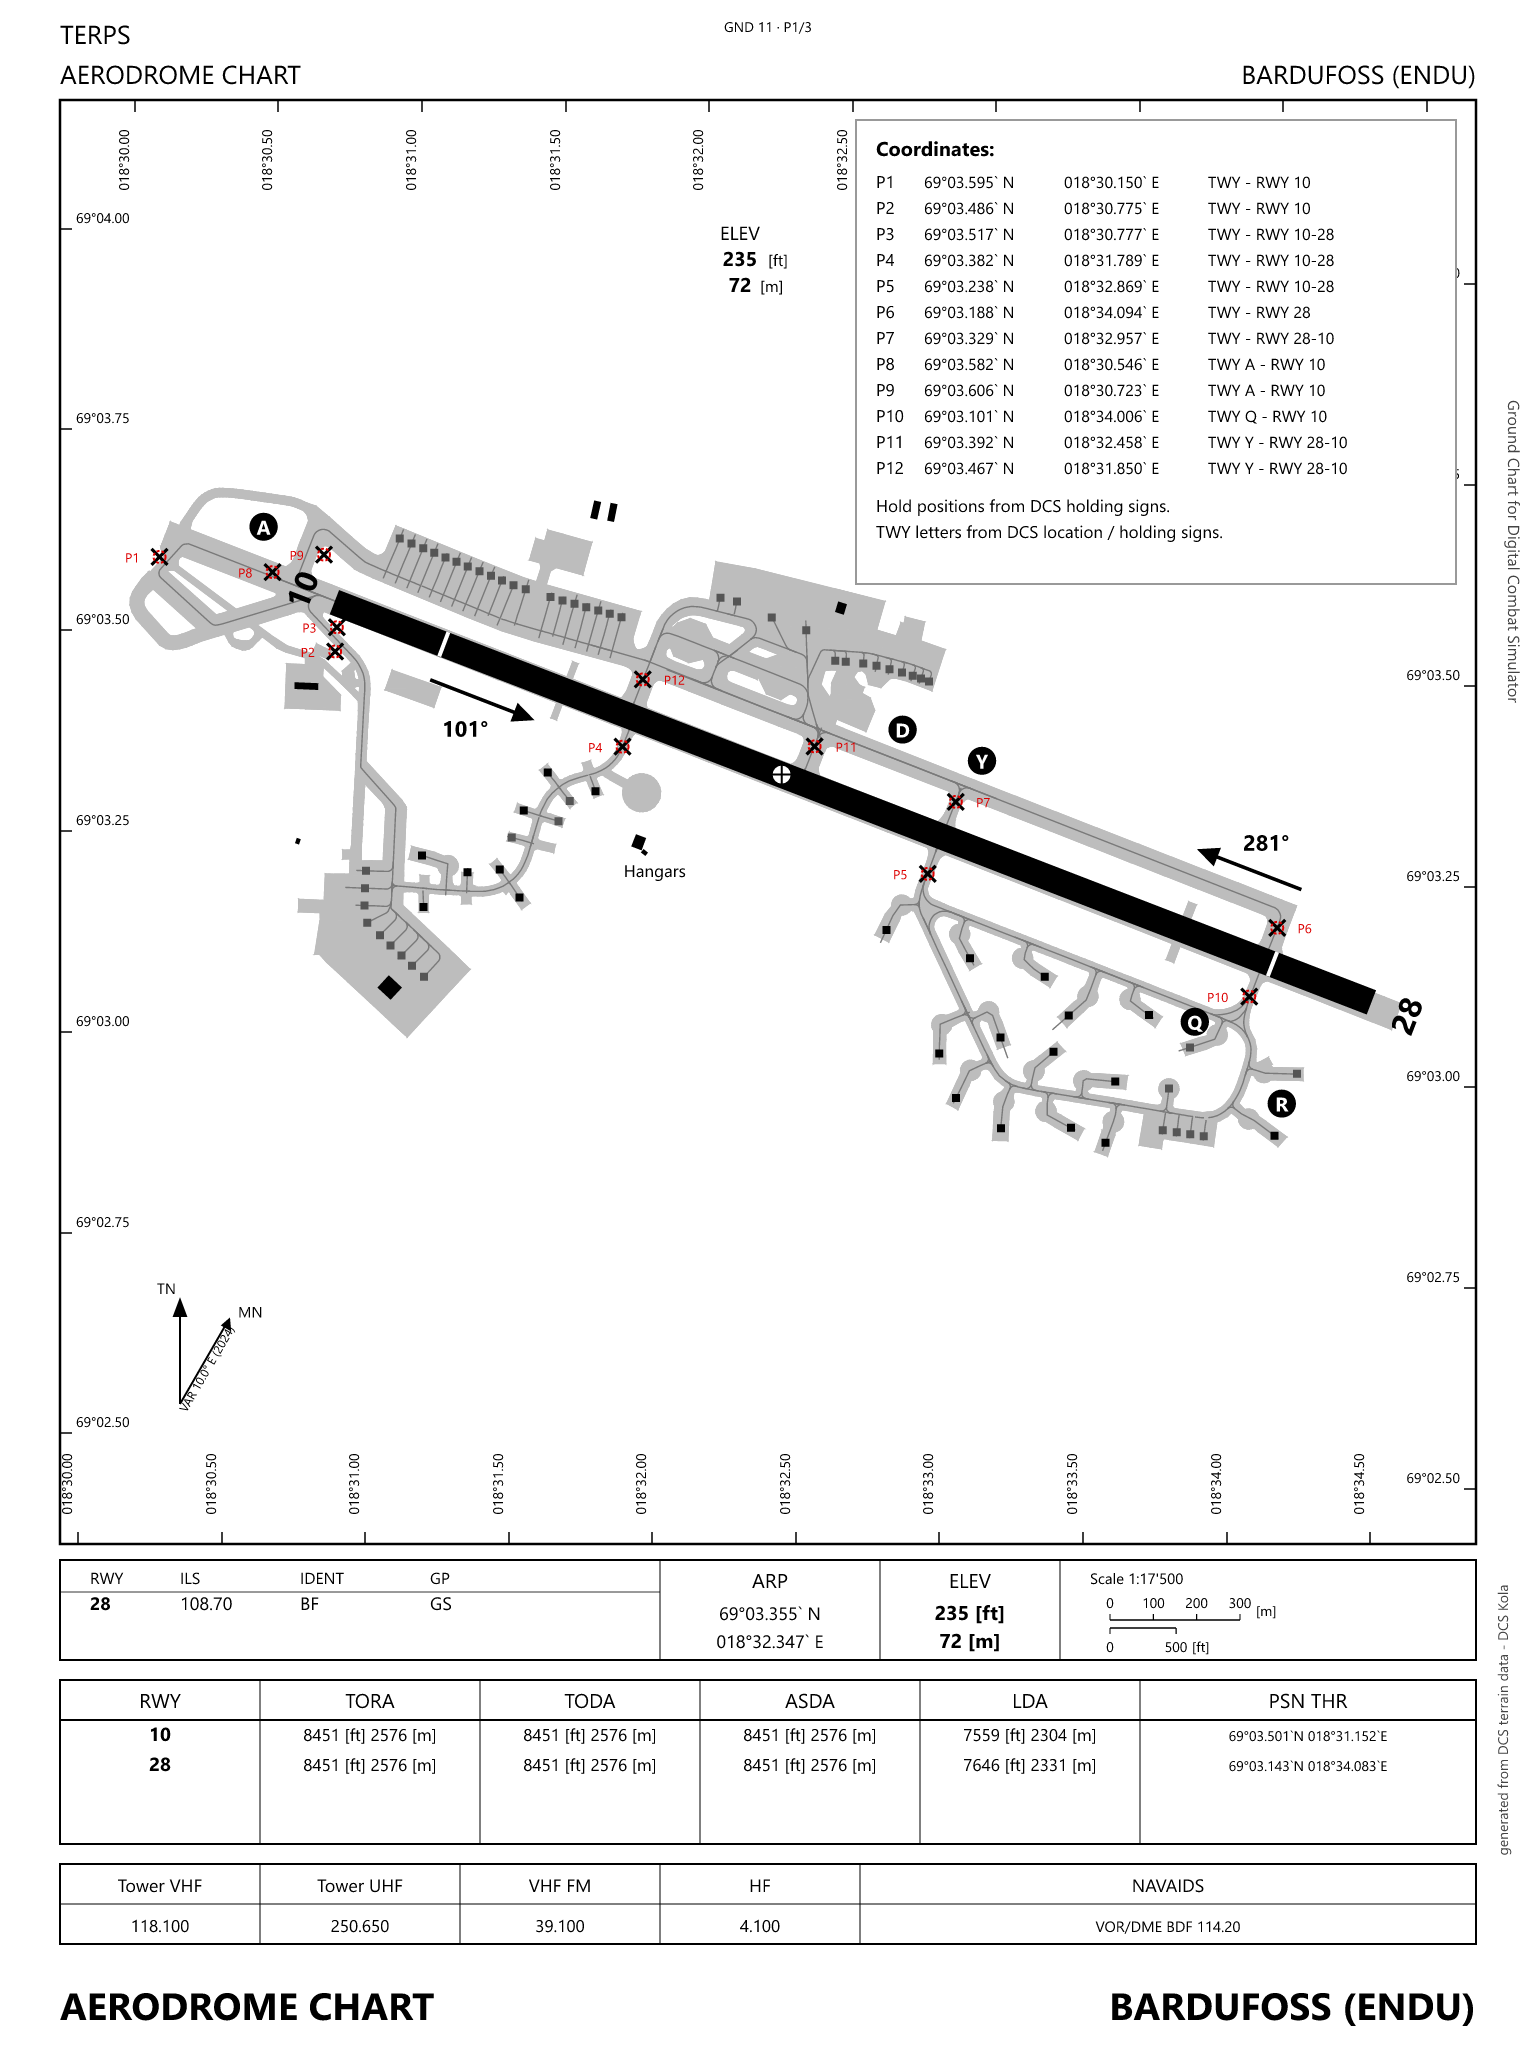 GND 11 · P1/3
TERPS
AERODROME CHART
BARDUFOSS (ENDU)
018°30.00
018°30.50
018°31.00
018°31.50
018°32.00
018°32.50
Coordinates:
P1 69°03.595` N 018°30.150` E TWY - RWY 10
P2 69°03.486` N 018°30.775` E TWY - RWY 10
P3 69°03.517` N 018°30.777` E TWY - RWY 10-28
P4 69°03.382` N 018°31.789` E TWY - RWY 10-28
P5 69°03.238` N 018°32.869` E TWY - RWY 10-28
P6 69°03.188` N 018°34.094` E TWY - RWY 28
P7 69°03.329` N 018°32.957` E TWY - RWY 28-10
P8 69°03.582` N 018°30.546` E TWY A - RWY 10
P9 69°03.606` N 018°30.723` E TWY A - RWY 10
P10 69°03.101` N 018°34.006` E TWY Q - RWY 10
P11 69°03.392` N 018°32.458` E TWY Y - RWY 28-10
P12 69°03.467` N 018°31.850` E TWY Y - RWY 28-10
Hold positions from DCS holding signs.
TWY letters from DCS location / holding signs.
69°04.00
ELEV
235 [ft]
72 [m]
69°03.75
A
P1
P9
P8
10
69°03.50
P3
P2
P12
69°03.50
101°
P4
P11
D
Y
P7
69°03.25
281°
Hangars
P5
69°03.25
P6
P10
28
Q
69°03.00
69°03.00
R
69°02.75
69°02.75
TN
MN
VAR 10.0° E (2024)
69°02.50
69°02.50
018°30.00
018°30.50
018°31.00
018°31.50
018°32.00
018°32.50
018°33.00
018°33.50
018°34.00
018°34.50
Ground Chart for Digital Combat Simulator
generated from DCS terrain data - DCS Kola
RWY ILS IDENT GP
28 108.70 BF GS
ARP
69°03.355` N
018°32.347` E
ELEV
235 [ft]
72 [m]
Scale 1:17'500
0 100 200 300 [m]
0 500 [ft]
RWY TORA TODA ASDA LDA PSN THR
10 8451 [ft] 2576 [m] 8451 [ft] 2576 [m] 8451 [ft] 2576 [m] 7559 [ft] 2304 [m] 69°03.501`N 018°31.152`E
28 8451 [ft] 2576 [m] 8451 [ft] 2576 [m] 8451 [ft] 2576 [m] 7646 [ft] 2331 [m] 69°03.143`N 018°34.083`E
Tower VHF Tower UHF VHF FM HF NAVAIDS
118.100 250.650 39.100 4.100 VOR/DME BDF 114.20
AERODROME CHART
BARDUFOSS (ENDU)